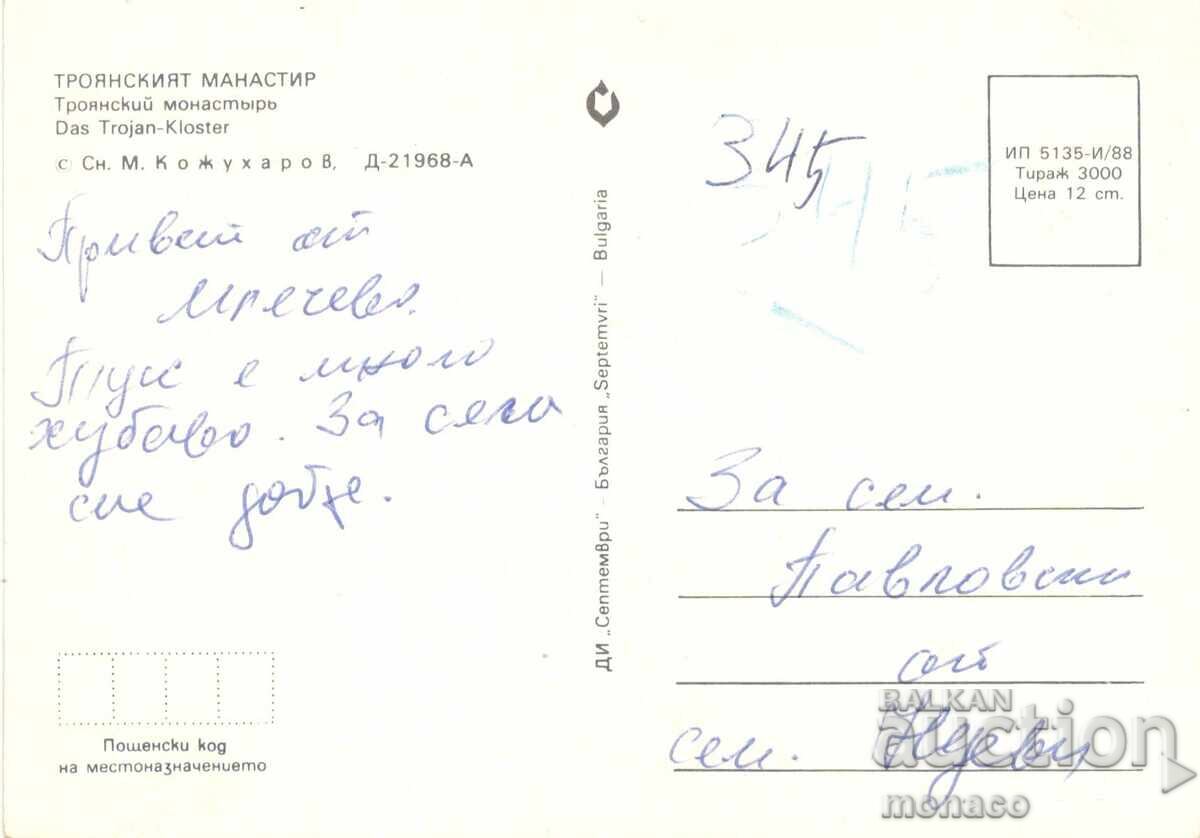 ТРОЯНСКИЯТ МАНАСТИР
Троянский монастырь
Das Trojan-Kloster
© Сн. М. Кожухаров, Д-21968-А
Привет от
Мречево.
Тук е много
хубаво. За сега
сме добре.
Пощенски код
на местоназначението
ДИ „Септември" – България „Septemvri" – Bulgaria
345
345
ИП 5135-И/88
Тираж 3000
Цена 12 ст.
За сем.
Павловски
от
сем.
BALKAN
auction
monaco